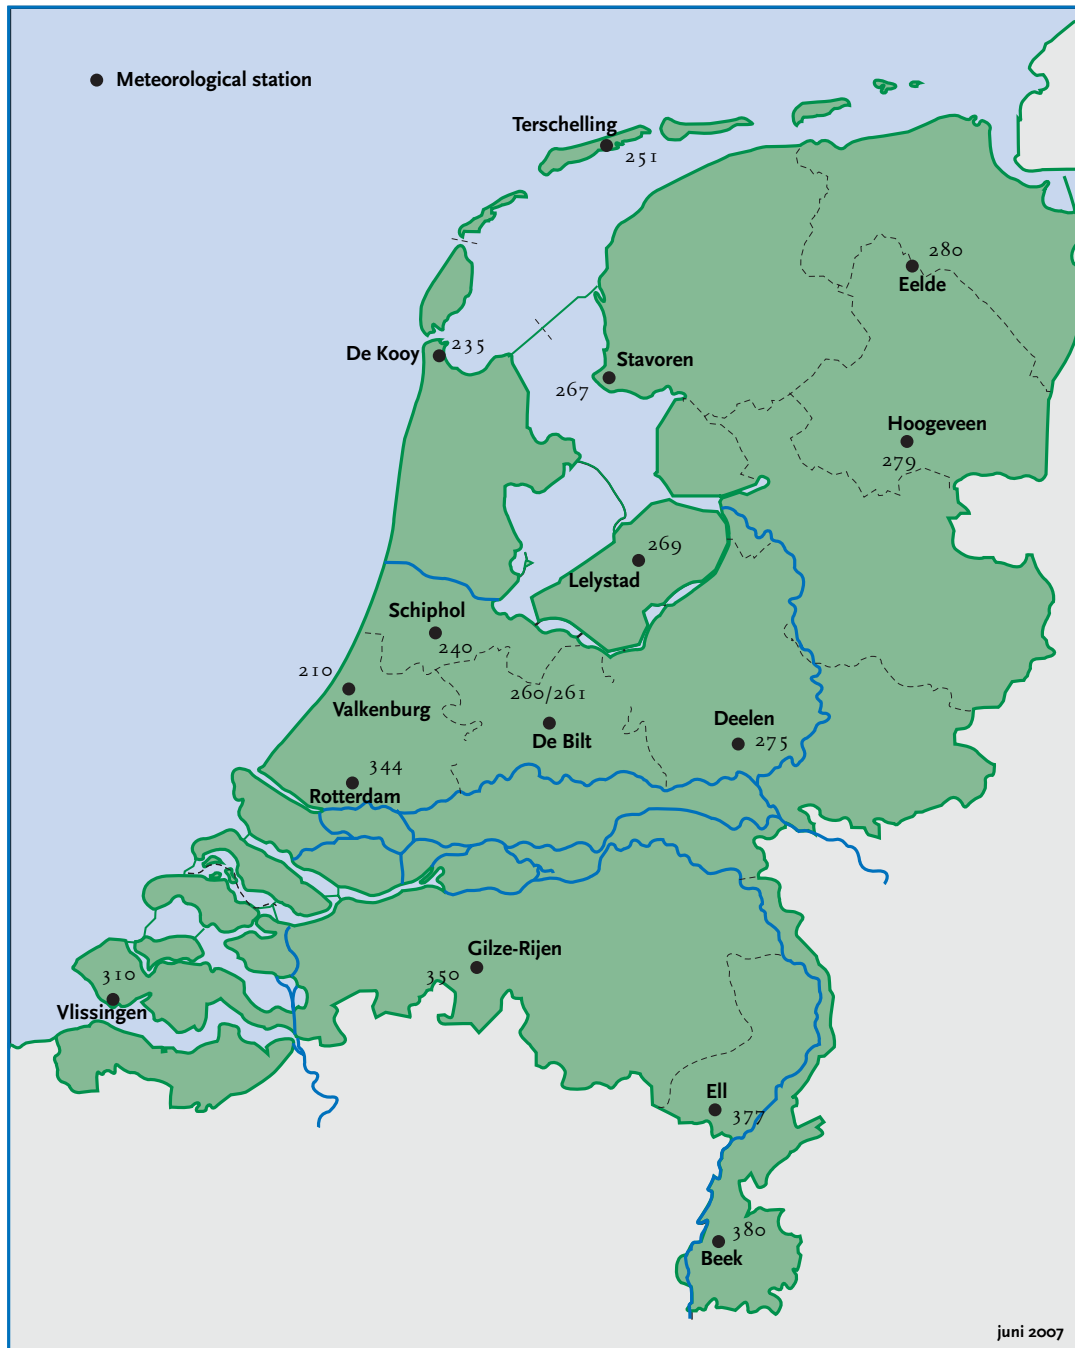 Meteorological station
Terschelling
251
280
Eelde
De Kooy
235
Stavoren
267
Hoogeveen
279
269
Lelystad
Schiphol
240
210
Valkenburg
260/261
De Bilt
Deelen
275
344
Rotterdam
Gilze-Rijen
350
310
Vlissingen
Ell
377
380
Beek
juni 2007